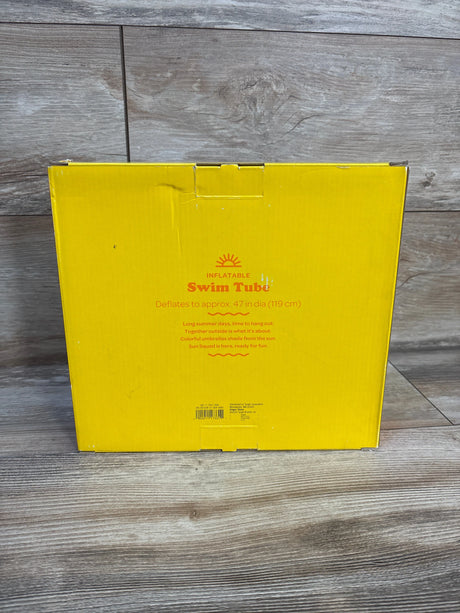 INFLATABLE
Swim Tube
Deflates to approx. 47 in dia (119 cm)
Long summer days, time to hang out.
Together outside is what it's about.
Colorful umbrellas shade from the sun.
Sun liquid is here, ready for fun.